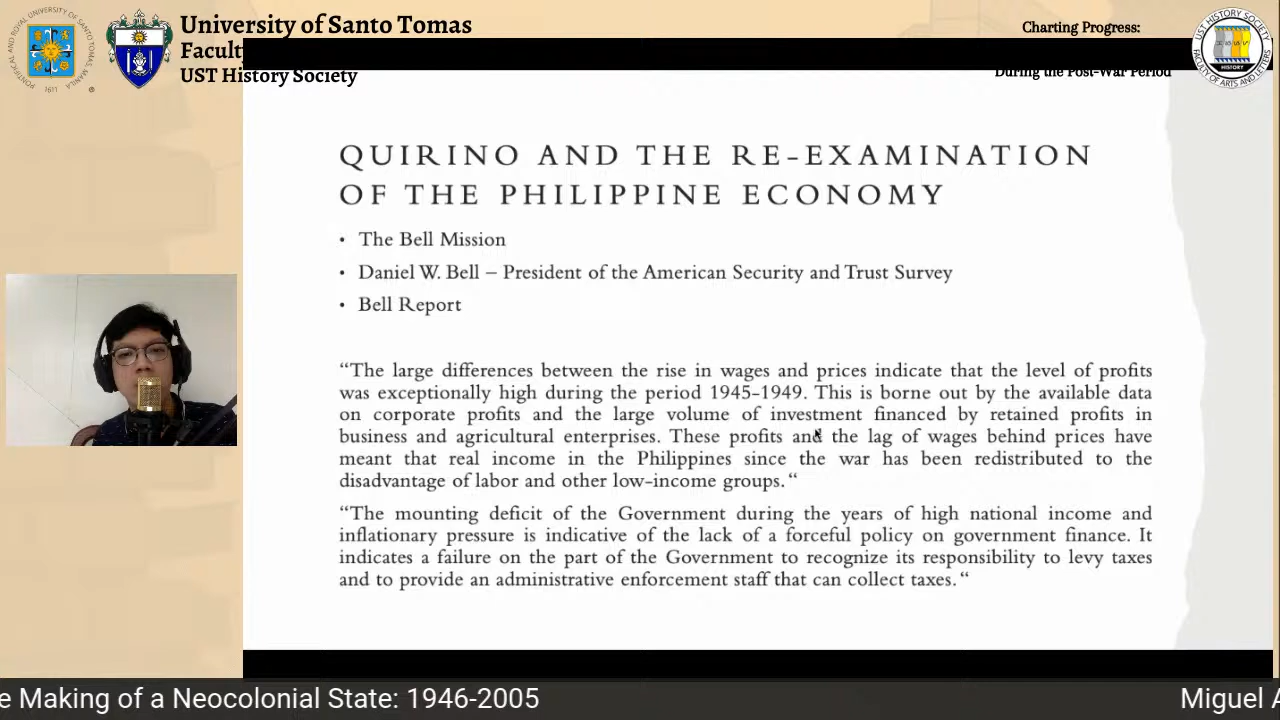 University of Santo Tomas
Faculty
UST History Society
Charting Progress:
During the Post-War Period
QUIRINO AND THE RE-EXAMINATION
OF THE PHILIPPINE ECONOMY
• The Bell Mission
• Daniel W. Bell – President of the American Security and Trust Survey
• Bell Report
“The large differences between the rise in wages and prices indicate that the level of profits
was exceptionally high during the period 1945-1949. This is borne out by the available data
on corporate profits and the large volume of investment financed by retained profits in
business and agricultural enterprises. These profits and the lag of wages behind prices have
meant that real income in the Philippines since the war has been redistributed to the
disadvantage of labor and other low-income groups.“
“The mounting deficit of the Government during the years of high national income and
inflationary pressure is indicative of the lack of a forceful policy on government finance. It
indicates a failure on the part of the Government to recognize its responsibility to levy taxes
and to provide an administrative enforcement staff that can collect taxes.“
e Making of a Neocolonial State: 1946-2005
Miguel A